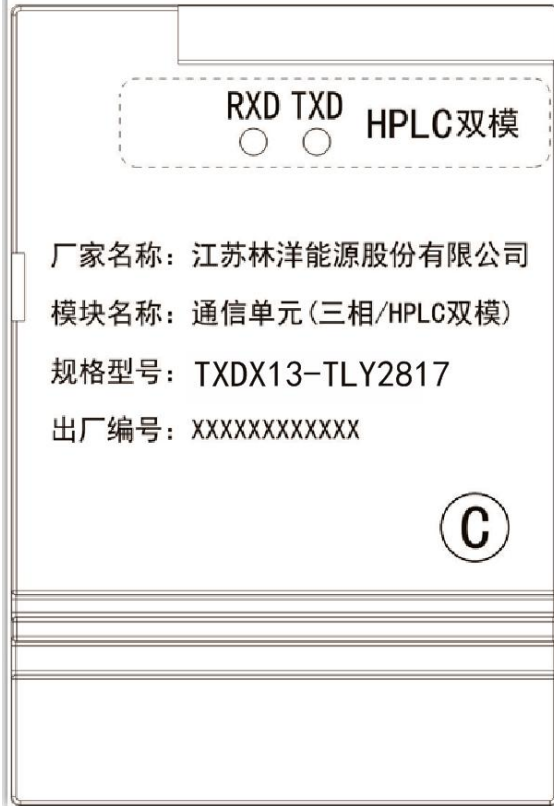 RXD TXD HPLC双模
厂家名称：江苏林洋能源股份有限公司
模块名称：通信单元(三相/HPLC双模)
规格型号：TXDX13-TLY2817
出厂编号：XXXXXXXXXXXX
C